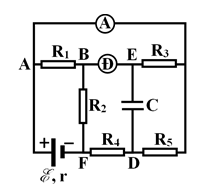 A
R₁ B Đ E R₃
A
R₂ C
+ − R₄ R₅
ℰ, r F D